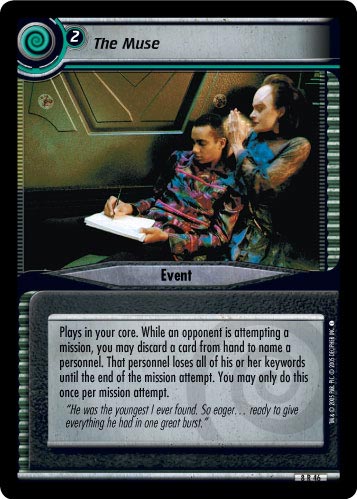 2
The Muse
Event
Plays in your core. While an opponent is attempting a
mission, you may discard a card from hand to name a
personnel. That personnel loses all of his or her keywords
until the end of the mission attempt. You may only do this
once per mission attempt.
“He was the youngest I ever found. So eager… ready to give
everything he had in one great burst.”
8 R 46